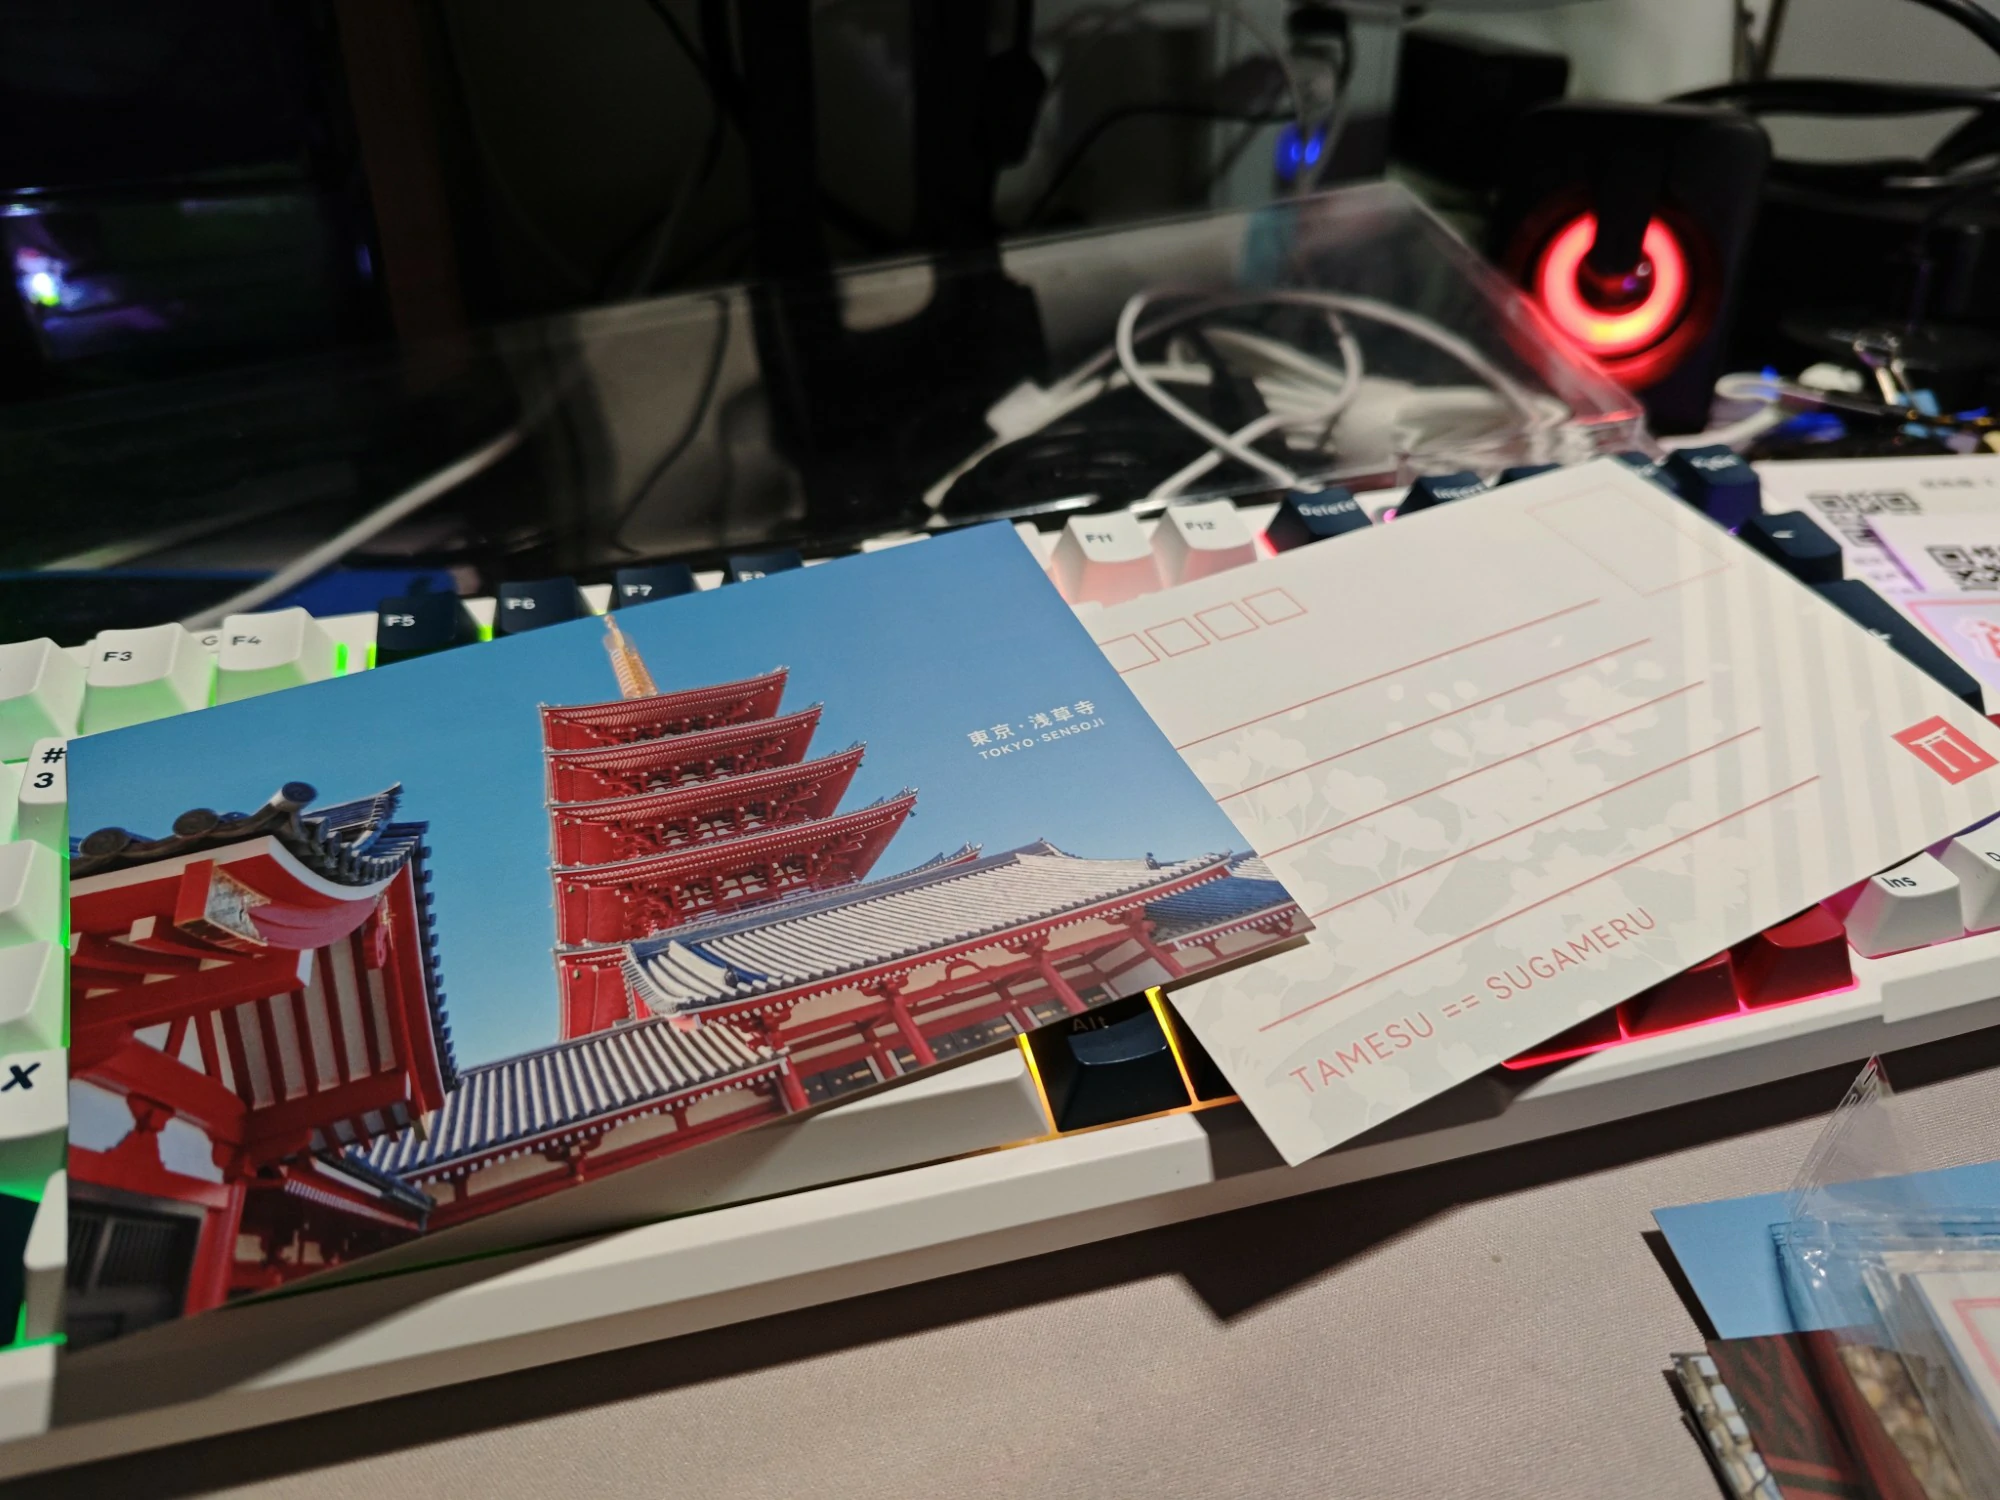 F3
F4
F5
F6
F7
F8
F11
F12
Delete
#
3
X
Alt
Ins
東京·浅草寺
TOKYO·SENSOJI
TAMESU == SUGAMERU